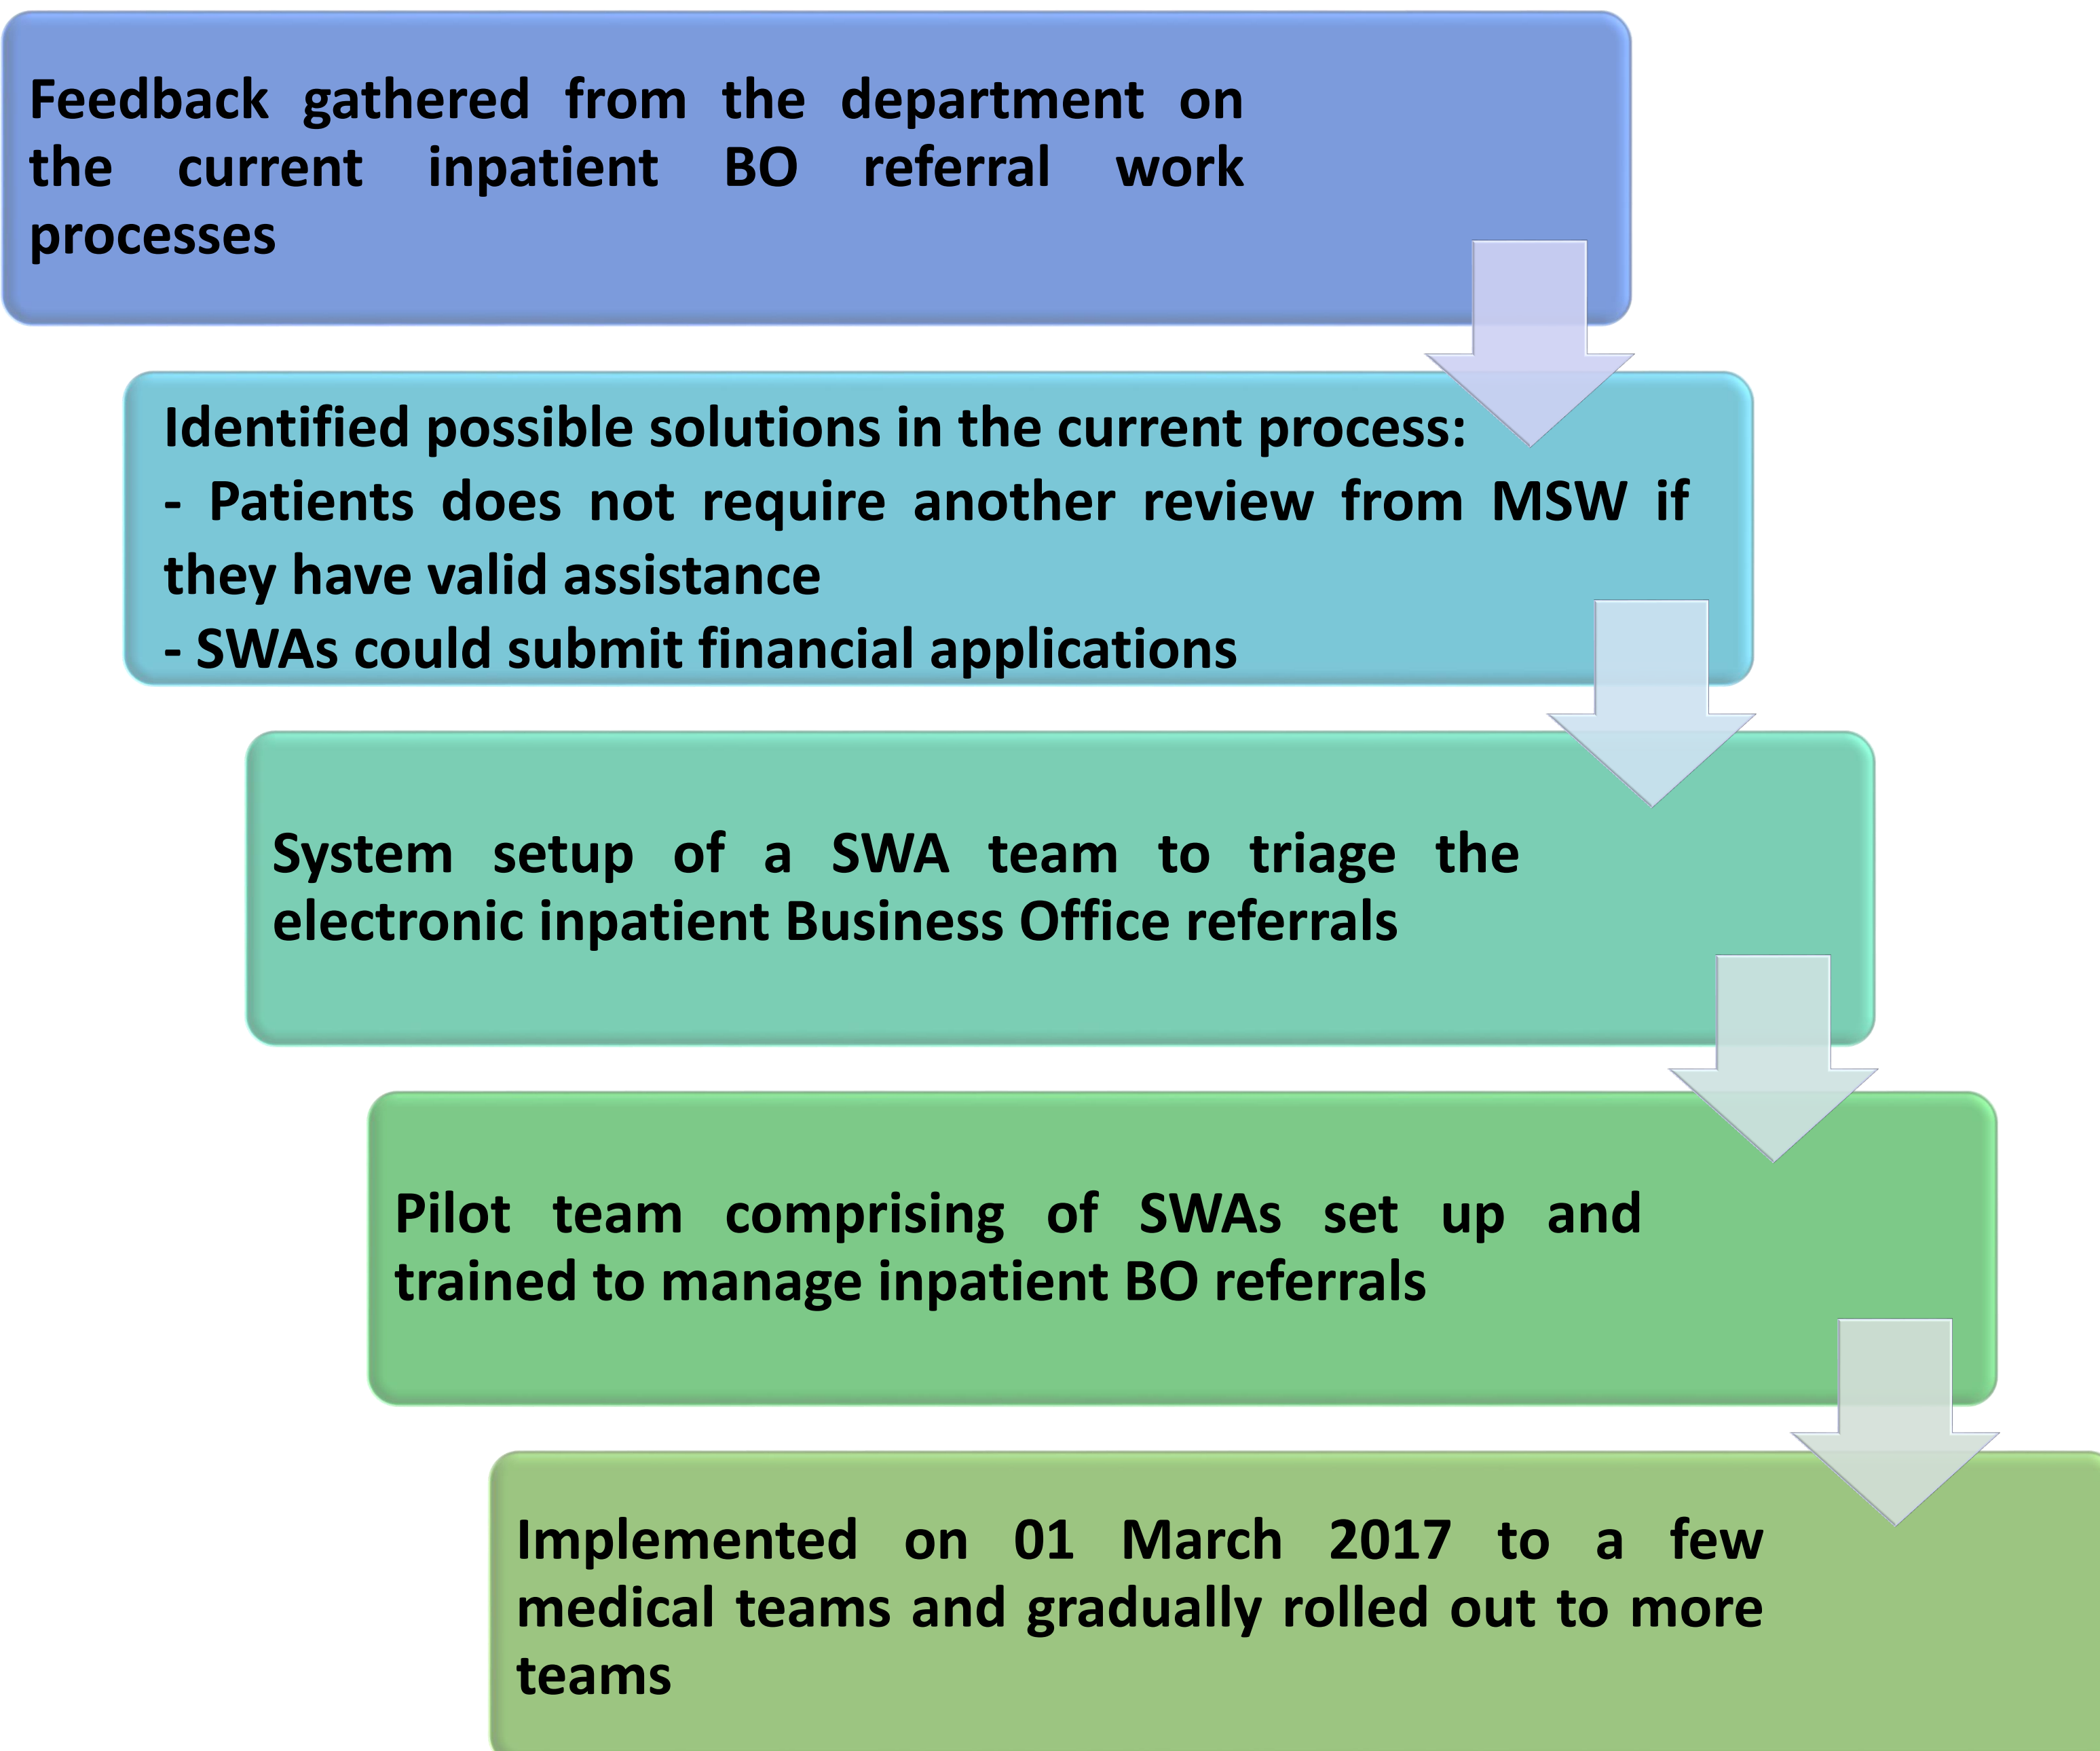 Feedback gathered from the department on
the current inpatient BO referral work
processes
Identified possible solutions in the current process:
- Patients does not require another review from MSW if
they have valid assistance
- SWAs could submit financial applications
System setup of a SWA team to triage the
electronic inpatient Business Office referrals
Pilot team comprising of SWAs set up and
trained to manage inpatient BO referrals
Implemented on 01 March 2017 to a few
medical teams and gradually rolled out to more
teams